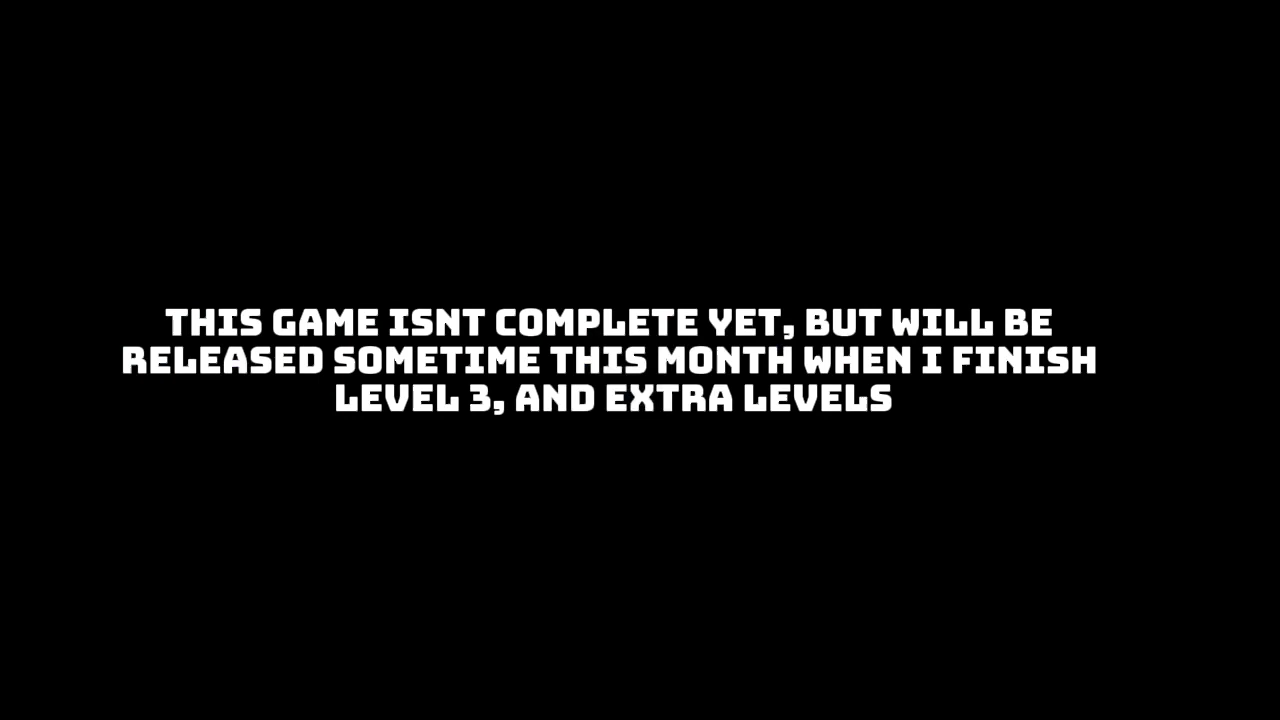 THIS GAME ISNT COMPLETE YET, BUT WILL BE
RELEASED SOMETIME THIS MONTH WHEN I FINISH
LEVEL 3, AND EXTRA LEVELS